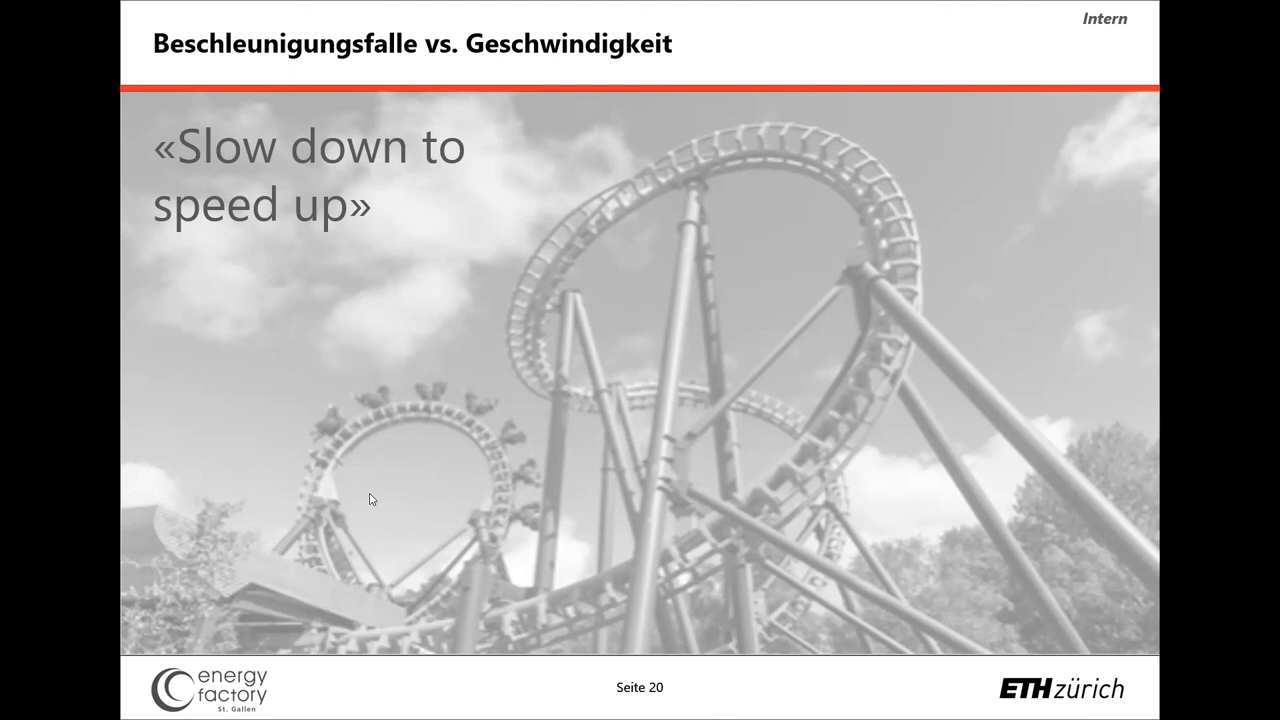 Intern
Beschleunigungsfalle vs. Geschwindigkeit
«Slow down to
speed up»
energy
factory
St. Gallen
Seite 20
ETH zürich